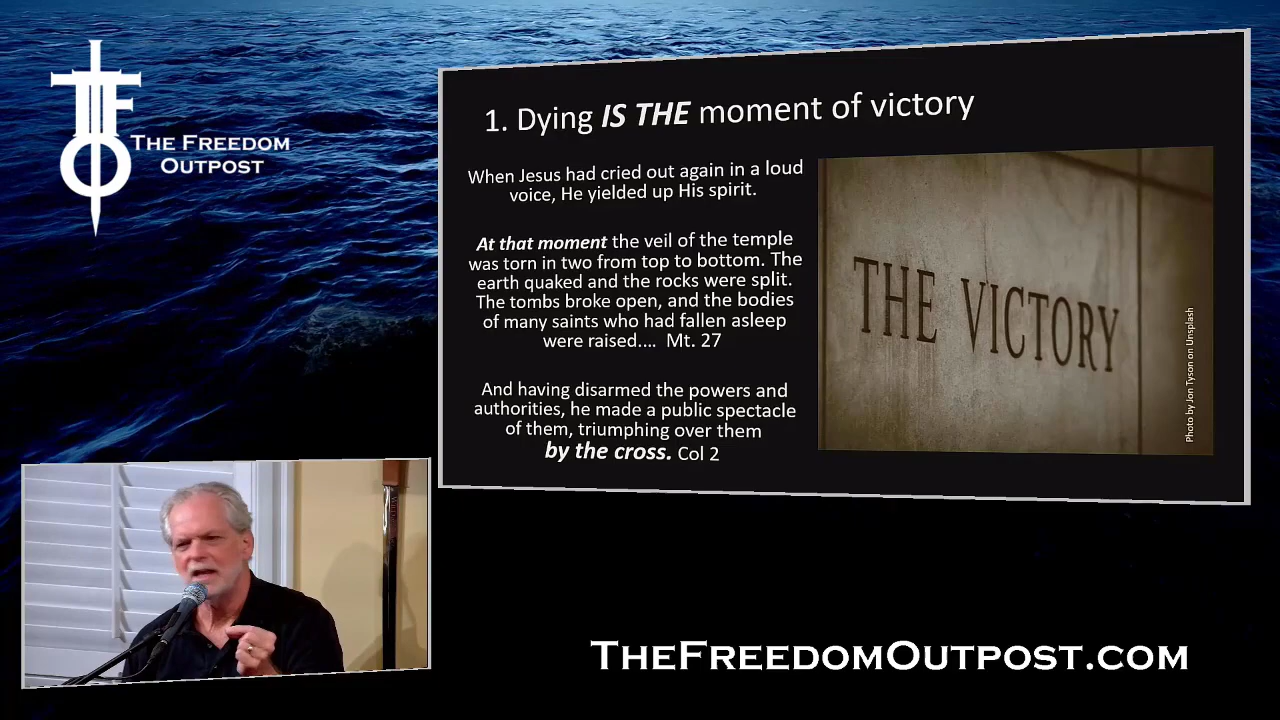 THE FREEDOM
OUTPOST
1. Dying IS THE moment of victory
When Jesus had cried out again in a loud
voice, He yielded up His spirit.
At that moment the veil of the temple
was torn in two from top to bottom. The
earth quaked and the rocks were split.
The tombs broke open, and the bodies
of many saints who had fallen asleep
were raised.... Mt. 27
And having disarmed the powers and
authorities, he made a public spectacle
of them, triumphing over them
by the cross. Col 2
THE VICTORY
Photo by Jon Tyson on Unsplash
THEFREEDOMOUTPOST.COM